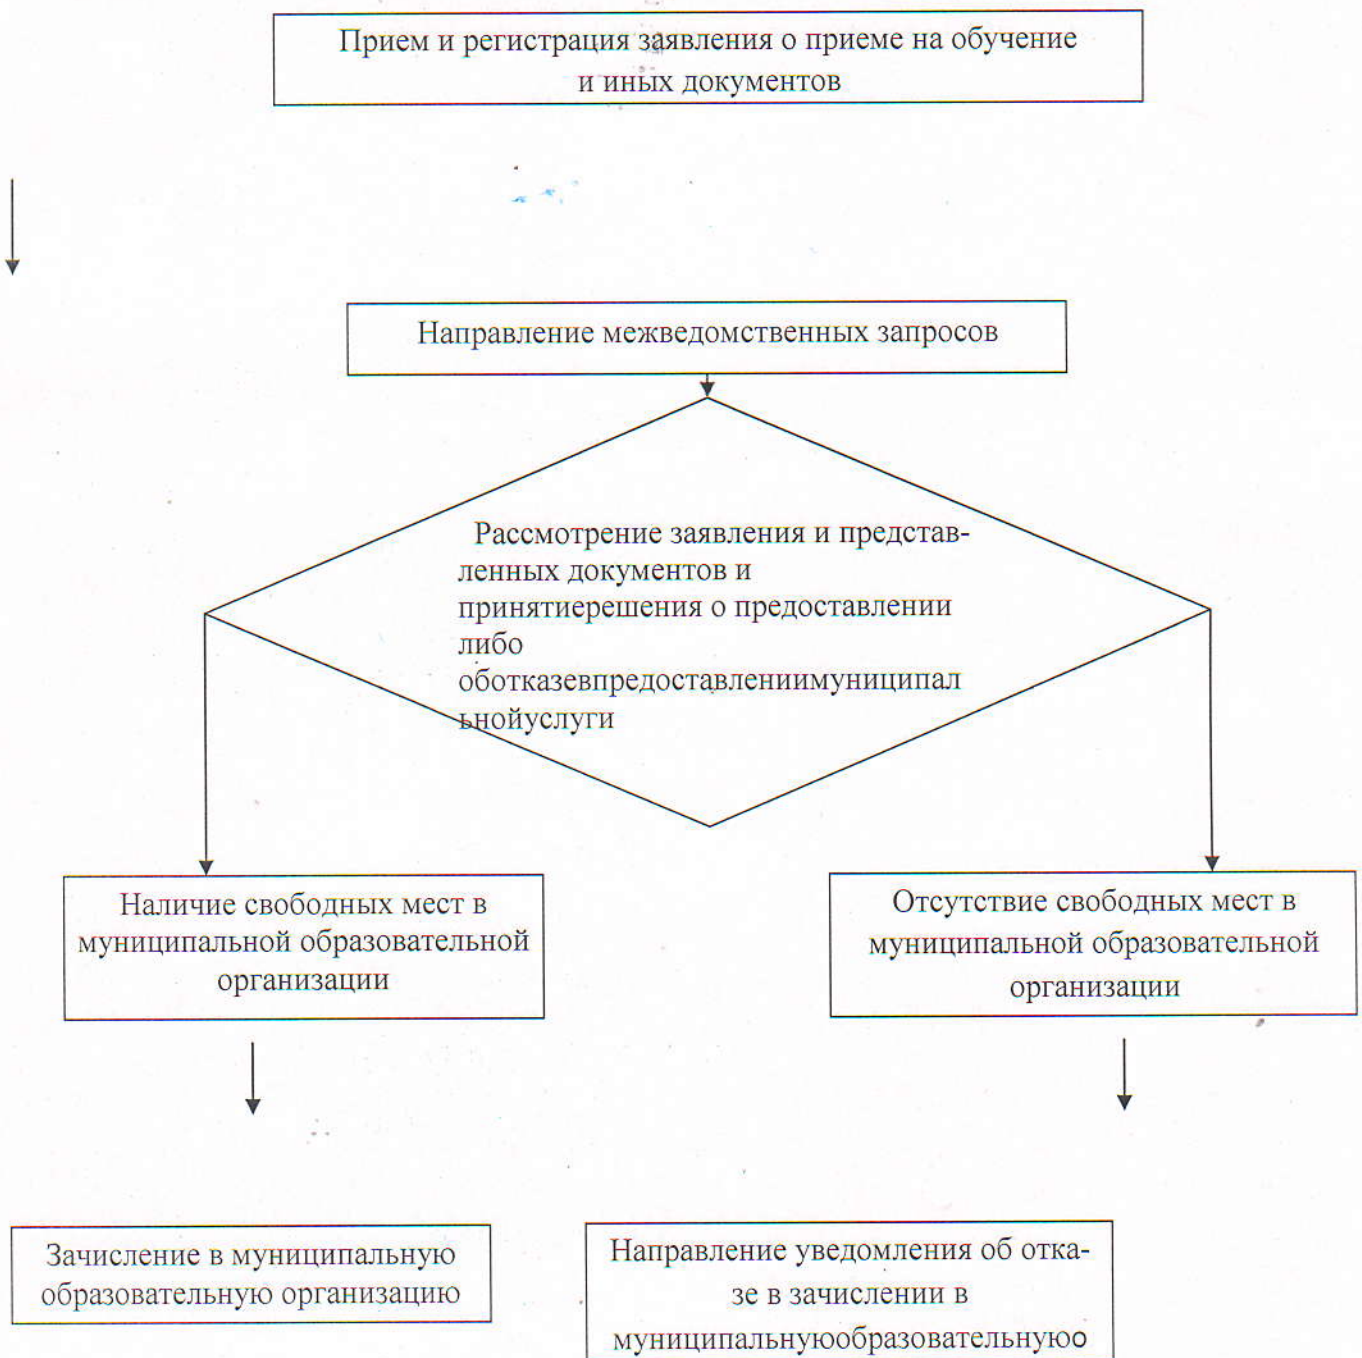 Прием и регистрация заявления о приеме на обучение
и иных документов
Направление межведомственных запросов
Рассмотрение заявления и представ-
ленных документов и
принятиерешения о предоставлении
либо
оботказевпредоставлениимуниципал
ьнойуслуги
Наличие свободных мест в
муниципальной образовательной
организации
Отсутствие свободных мест в
муниципальной образовательной
организации
Зачисление в муниципальную
образовательную организацию
Направление уведомления об отка-
зе в зачислении в
муниципальнуюобразовательнуюо